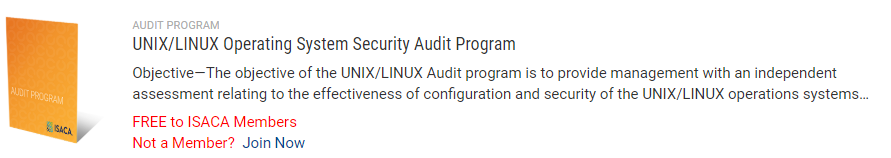 AUDIT PROGRAM
UNIX/LINUX Operating System Security Audit Program
Objective—The objective of the UNIX/LINUX Audit program is to provide management with an independent
assessment relating to the effectiveness of configuration and security of the UNIX/LINUX operations systems…
FREE to ISACA Members
Not a Member? Join Now
AUDIT PROGRAM
ISACA